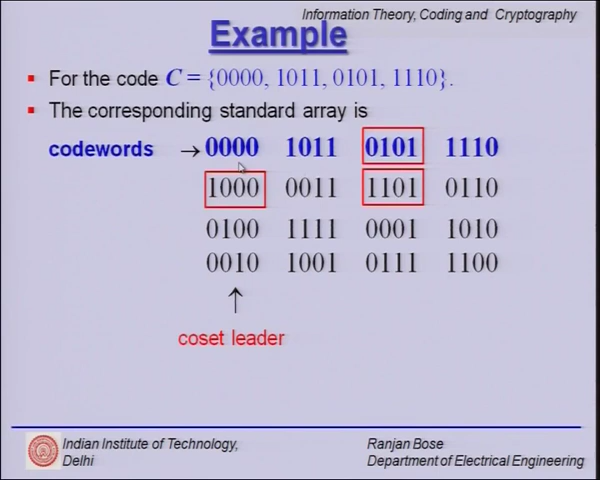 Information Theory, Coding and Cryptography
Example
▪ For the code C = {0000, 1011, 0101, 1110}.
▪ The corresponding standard array is
codewords → 0000 1011 0101 1110
1000 0011 1101 0110
0100 1111 0001 1010
0010 1001 0111 1100
↑
coset leader
Indian Institute of Technology, Ranjan Bose
Delhi Department of Electrical Engineering